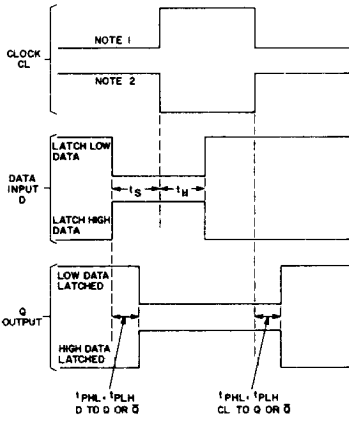 CLOCK
CL
NOTE 1
NOTE 2
DATA
INPUT
D
LATCH LOW
DATA
tS
tH
LATCH HIGH
DATA
Q
OUTPUT
LOW DATA
LATCHED
HIGH DATA
LATCHED
tPHL, tPLH
D TO Q OR Q̅
tPHL, tPLH
CL TO Q OR Q̅